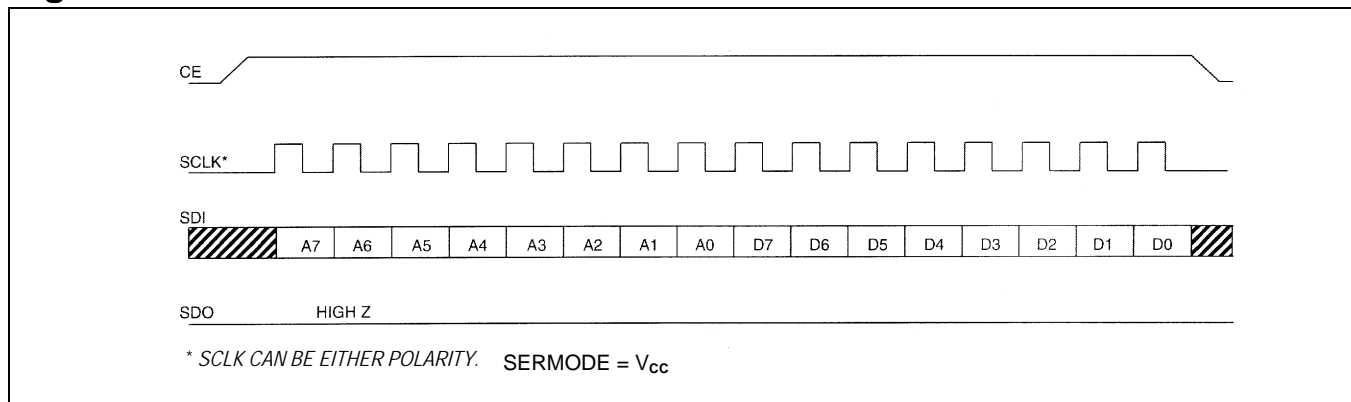 CE
SCLK*
SDI
A7 A6 A5 A4 A3 A2 A1 A0 D7 D6 D5 D4 D3 D2 D1 D0
SDO HIGH Z
* SCLK CAN BE EITHER POLARITY. SERMODE = Vcc